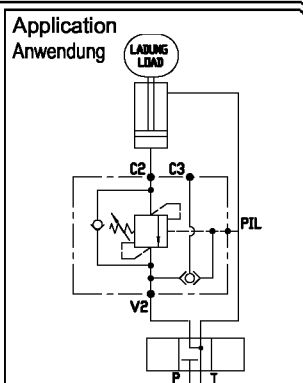 Application
Anwendung
LADUNG
LOAD
C2 C3
PIL
V2
P T